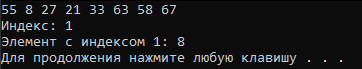 55 8 27 21 33 63 58 67
Индекс: 1
Элемент с индексом 1: 8
Для продолжения нажмите любую клавишу . . .